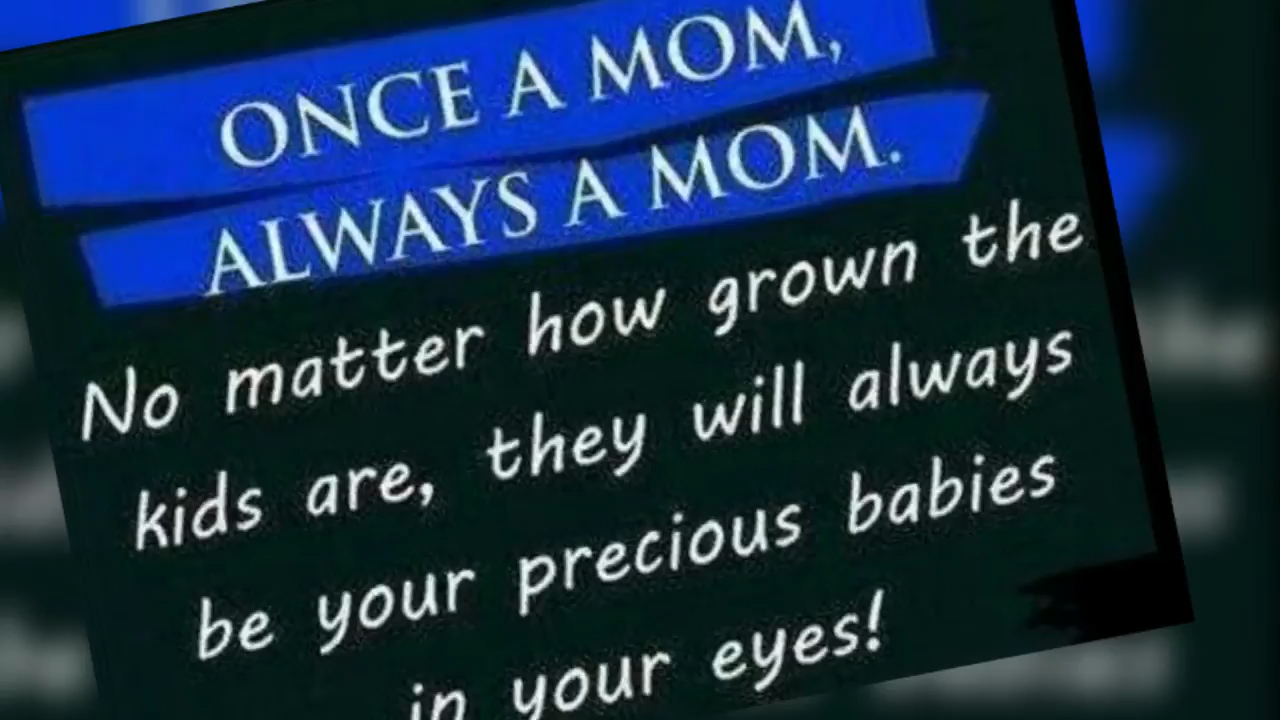 ONCE A MOM,
ALWAYS A MOM.
No matter how grown the
kids are, they will always
be your precious babies
in your eyes!